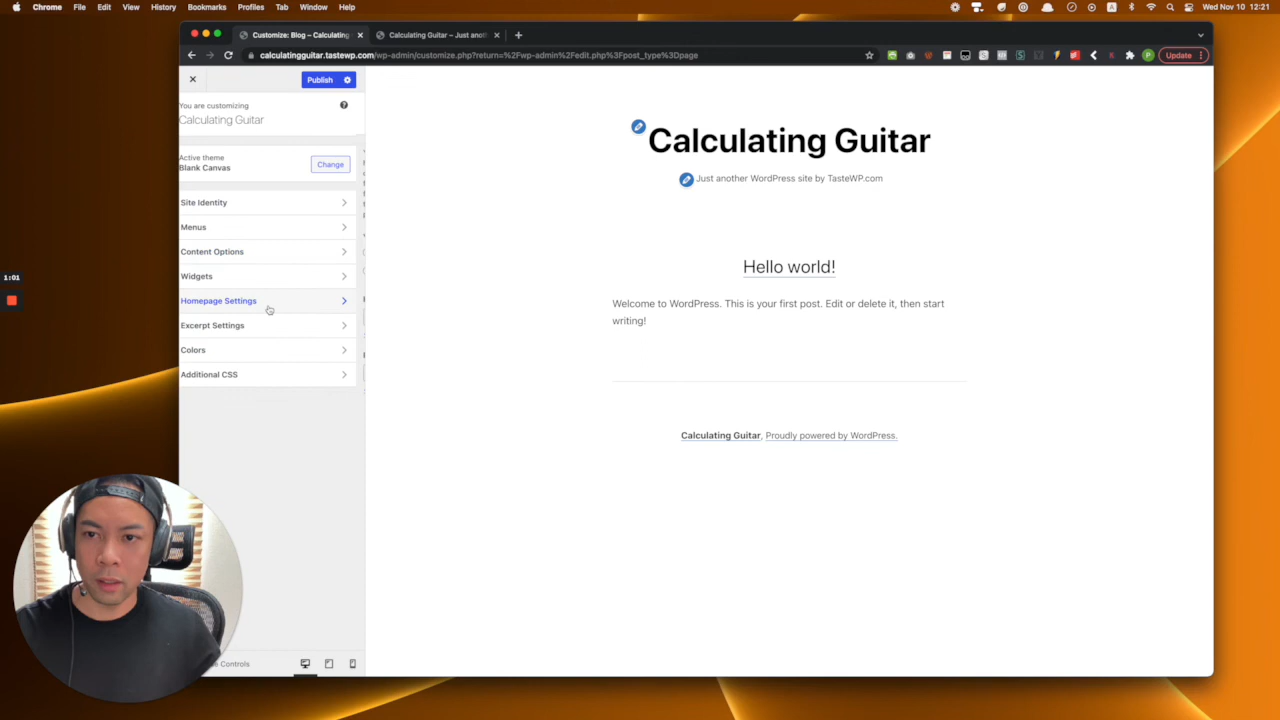 Chrome File Edit View History Bookmarks Profiles Tab Window Help
A
Wed Nov 10 12:21
Customize: Blog – Calculating
Calculating Guitar – Just anot
calculatingguitar.tastewp.com/wp-admin/customize.php?return=%2Fwp-admin%2Fedit.php%3Fpost_type%3Dpage
P
Update
Publish
You are customizing
Calculating Guitar
Active theme
Blank Canvas
Change
Site Identity
Menus
Content Options
Widgets
Homepage Settings
Excerpt Settings
Colors
Additional CSS
1:01
Calculating Guitar
Just another WordPress site by TasteWP.com
Hello world!
Welcome to WordPress. This is your first post. Edit or delete it, then start
writing!
Calculating Guitar, Proudly powered by WordPress.
Controls